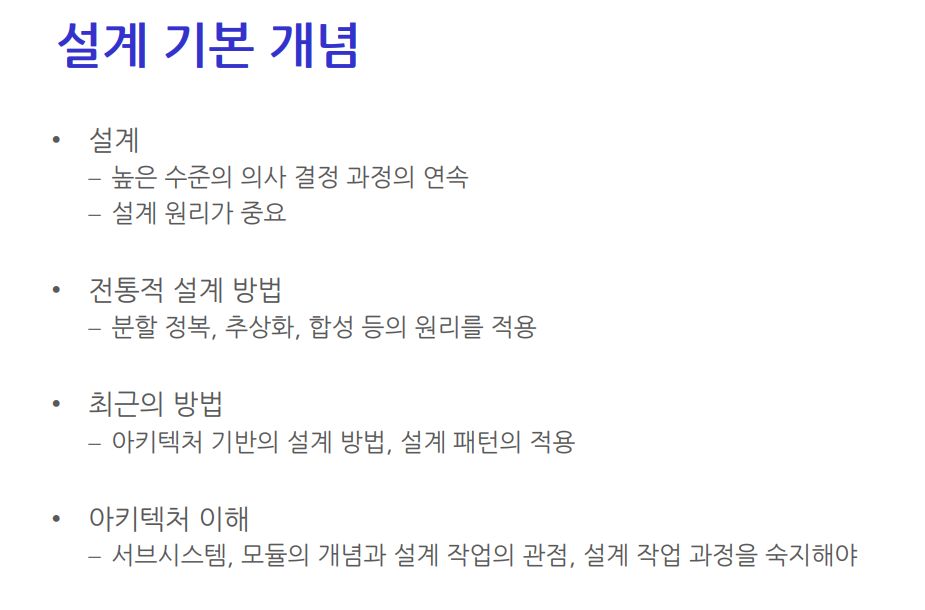 설계 기본 개념
• 설계
– 높은 수준의 의사 결정 과정의 연속
– 설계 원리가 중요
• 전통적 설계 방법
– 분할 정복, 추상화, 합성 등의 원리를 적용
• 최근의 방법
– 아키텍처 기반의 설계 방법, 설계 패턴의 적용
• 아키텍처 이해
– 서브시스템, 모듈의 개념과 설계 작업의 관점, 설계 작업 과정을 숙지해야